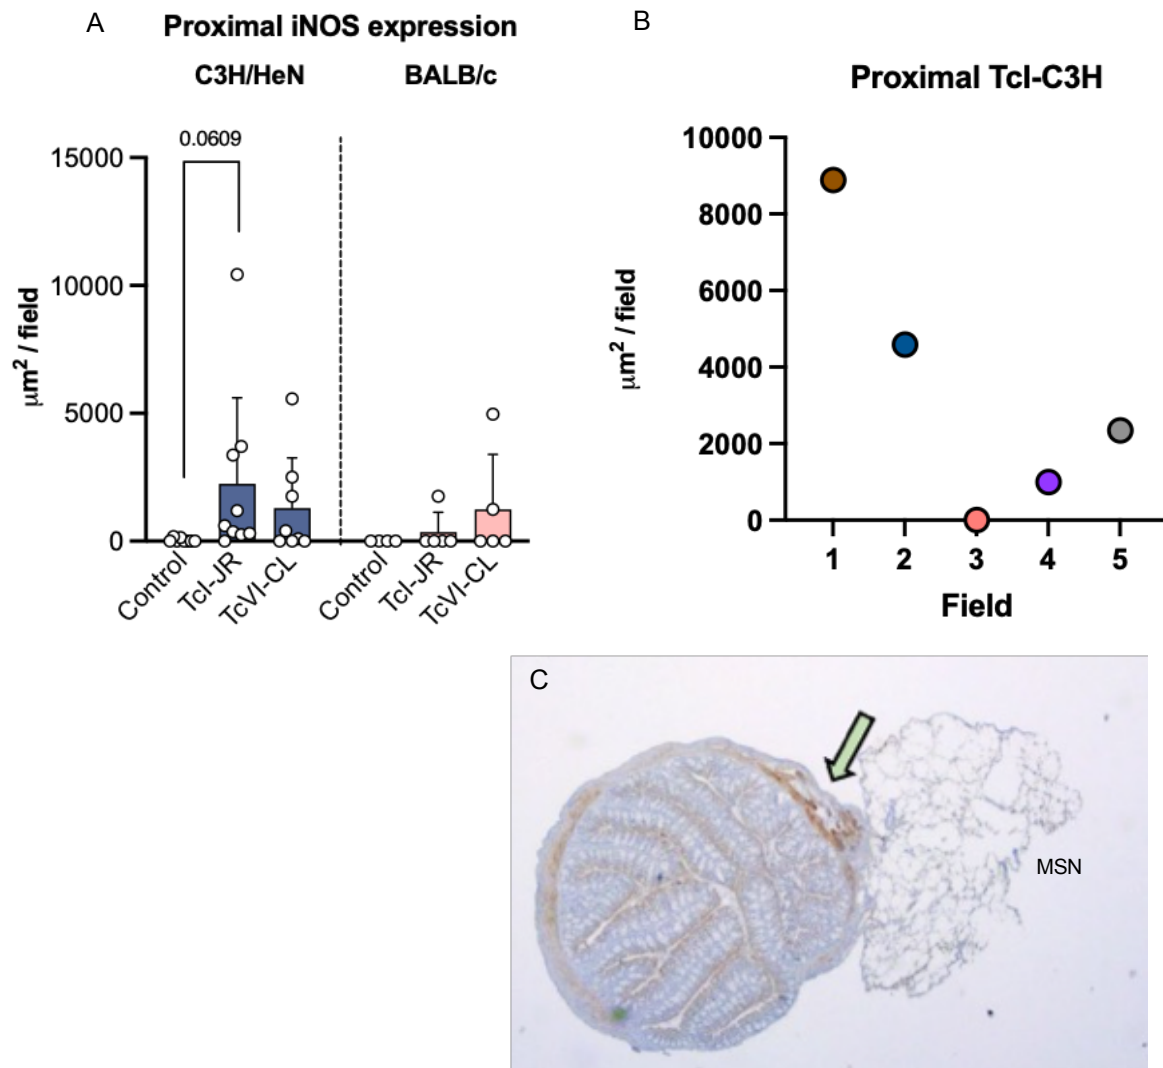 A
Proximal iNOS expression
C3H/HeN
BALB/c
0.0609
15000
10000
5000
0
μm² / field
Control
TcI-JR
TcVI-CL
Control
TcI-JR
TcVI-CL
B
Proximal TcI-C3H
10000
8000
6000
4000
2000
0
μm² / field
1 2 3 4 5
Field
C
MSN